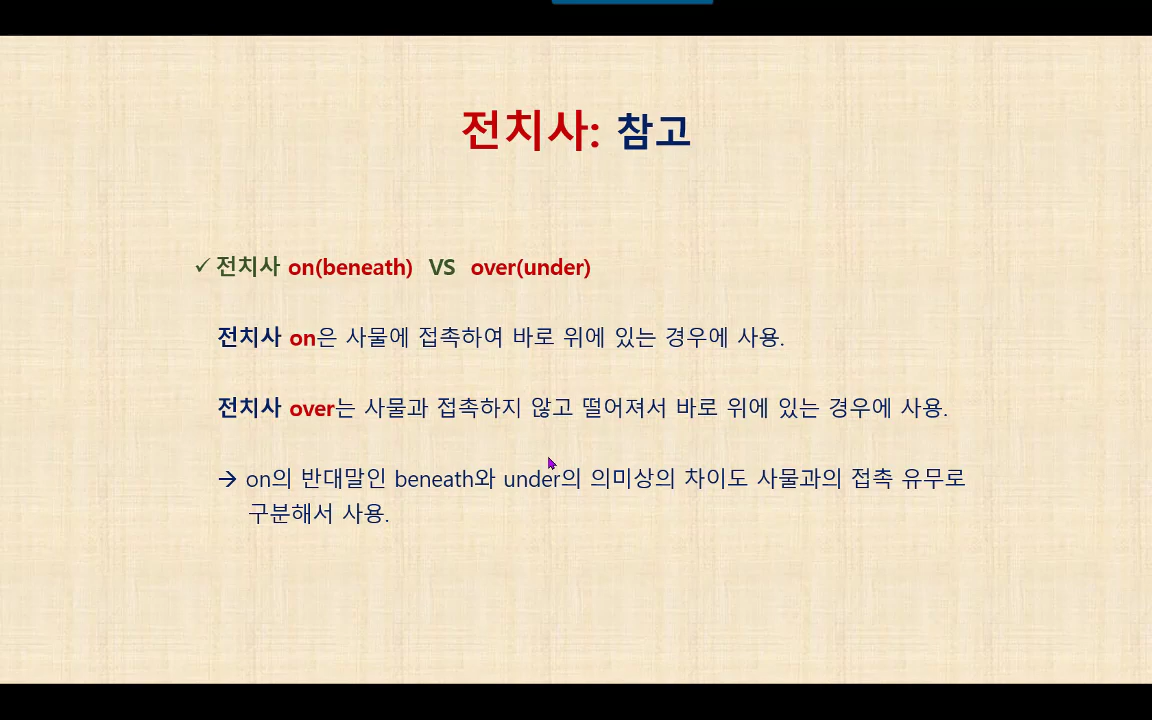 전치사: 참고
✓ 전치사 on(beneath) VS over(under)
전치사 on은 사물에 접촉하여 바로 위에 있는 경우에 사용.
전치사 over는 사물과 접촉하지 않고 떨어져서 바로 위에 있는 경우에 사용.
→ on의 반대말인 beneath와 under의 의미상의 차이도 사물과의 접촉 유무로
구분해서 사용.